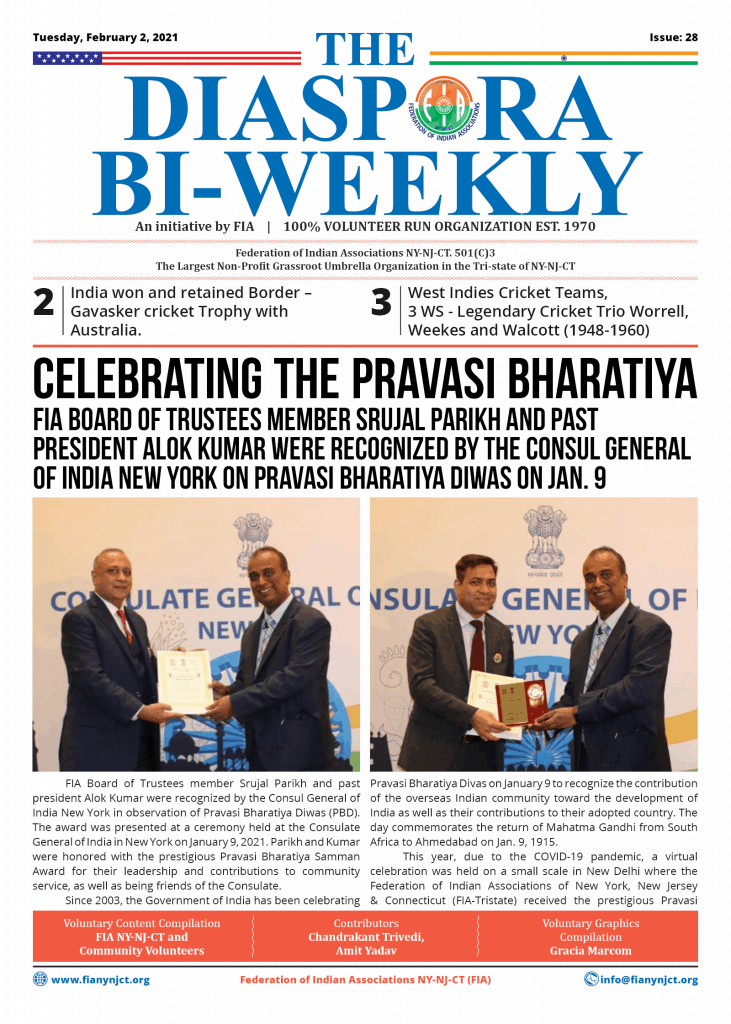 Tuesday, February 2, 2021
Issue: 28
THE
DIASPORA
FIA
FEDERATION OF INDIAN ASSOCIATIONS
BI-WEEKLY
An initiative by FIA | 100% VOLUNTEER RUN ORGANIZATION EST. 1970
Federation of Indian Associations NY-NJ-CT. 501(C)3
The Largest Non-Profit Grassroot Umbrella Organization in the Tri-state of NY-NJ-CT
2
India won and retained Border –
Gavasker cricket Trophy with
Australia.
3
West Indies Cricket Teams,
3 WS - Legendary Cricket Trio Worrell,
Weekes and Walcott (1948-1960)
CELEBRATING THE PRAVASI BHARATIYA
FIA BOARD OF TRUSTEES MEMBER SRUJAL PARIKH AND PAST
PRESIDENT ALOK KUMAR WERE RECOGNIZED BY THE CONSUL GENERAL
OF INDIA NEW YORK ON PRAVASI BHARATIYA DIWAS ON JAN. 9
सत्यमेव जयते
CONSULATE GENERAL O
NEW
सत्यमेव जयते
NSULA GENERAL OF I
EW YO
FIA Board of Trustees member Srujal Parikh and past
president Alok Kumar were recognized by the Consul General of
India New York in observation of Pravasi Bharatiya Diwas (PBD).
The award was presented at a ceremony held at the Consulate
General of India in New York on January 9, 2021. Parikh and Kumar
were honored with the prestigious Pravasi Bharatiya Samman
Award for their leadership and contributions to community
service, as well as being friends of the Consulate.
Since 2003, the Government of India has been celebrating
Pravasi Bharatiya Divas on January 9 to recognize the contribution
of the overseas Indian community toward the development of
India as well as their contributions to their adopted country. The
day commemorates the return of Mahatma Gandhi from South
Africa to Ahmedabad on Jan. 9, 1915.
This year, due to the COVID-19 pandemic, a virtual
celebration was held on a small scale in New Delhi where the
Federation of Indian Associations of New York, New Jersey
& Connecticut (FIA-Tristate) received the prestigious Pravasi
Voluntary Content Compilation
FIA NY-NJ-CT and
Community Volunteers
Contributors
Chandrakant Trivedi,
Amit Yadav
Voluntary Graphics
Compilation
Gracia Marcom
www.fianynjct.org
Federation of Indian Associations NY-NJ-CT (FIA)
info@fianynjct.org